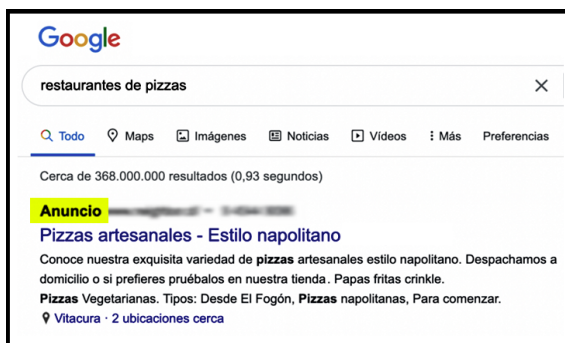 Google
restaurantes de pizzas
Todo Maps Imágenes Noticias Vídeos Más Preferencias
Cerca de 368.000.000 resultados (0,93 segundos)
Anuncio
Pizzas artesanales - Estilo napolitano
Conoce nuestra exquisita variedad de pizzas artesanales estilo napolitano. Despachamos a
domicilio o si prefieres pruébalos en nuestra tienda. Papas fritas crinkle.
Pizzas Vegetarianas. Tipos: Desde El Fogón, Pizzas napolitanas, Para comenzar.
Vitacura · 2 ubicaciones cerca